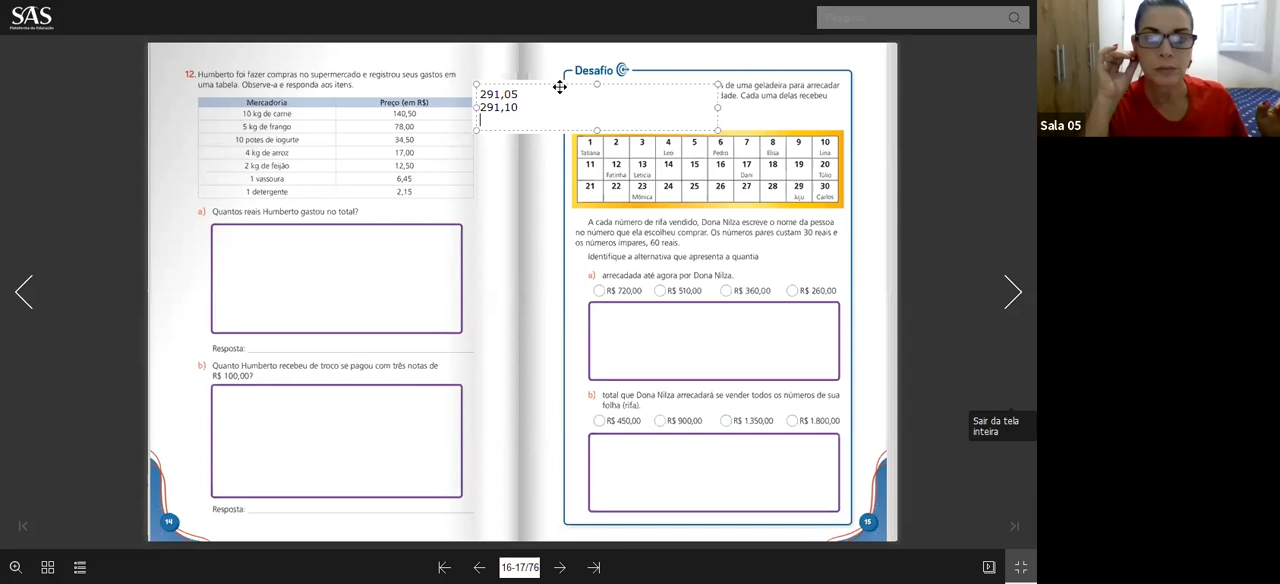 SAS
Plataforma de Educação
12. Humberto foi fazer compras no supermercado e registrou seus gastos em
uma tabela. Observe-a e responda aos itens.
Mercadoria Preço (em R$)
10 kg de carne 140,50
5 kg de frango 78,00
10 potes de iogurte 34,50
4 kg de arroz 17,00
2 kg de feijão 12,50
1 vassoura 6,45
1 detergente 2,15
a) Quantos reais Humberto gastou no total?
Resposta:
b) Quanto Humberto recebeu de troco se pagou com três notas de
R$ 100,00?
Resposta:
14
291,05
291,10
Desafio
de uma geladeira para arrecadar
dade. Cada uma delas recebeu
1 2 3 4 5 6 7 8 9 10
Tatiana Leo Pedro Elisa Lina
11 12 13 14 15 16 17 18 19 20
Fatinha Letícia Dani Túlio
21 22 23 24 25 26 27 28 29 30
Mônica Juju Carlos
A cada número de rifa vendido, Dona Nilza escreve o nome da pessoa
no número que ela escolheu comprar. Os números pares custam 30 reais e
os números ímpares, 60 reais.
Identifique a alternativa que apresenta a quantia
a) arrecadada até agora por Dona Nilza.
R$ 720,00 R$ 510,00 R$ 360,00 R$ 260,00
b) total que Dona Nilza arrecadará se vender todos os números de sua
folha (rifa).
R$ 450,00 R$ 900,00 R$ 1.350,00 R$ 1.800,00
15
Sala 05
Sair da tela
inteira
16-17/76